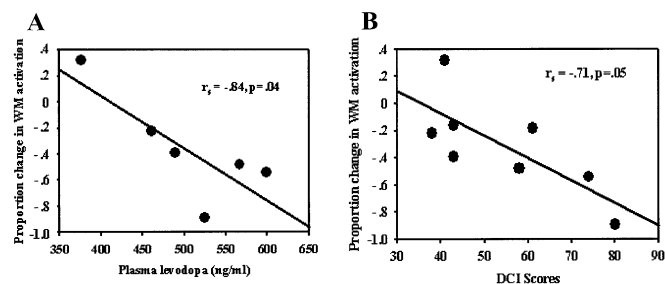 A
B
Proportion change in WM activation
.4
.2
0
-.2
-.4
-.6
-.8
-1.0
rs = -.84, p=.04
350 400 450 500 550 600 650
Plasma levodopa (ng/ml)
Proportion change in WM activation
.4
.2
0
-.2
-.4
-.6
-.8
-1.0
rs = -.71, p=.05
30 40 50 60 70 80 90
DCI Scores